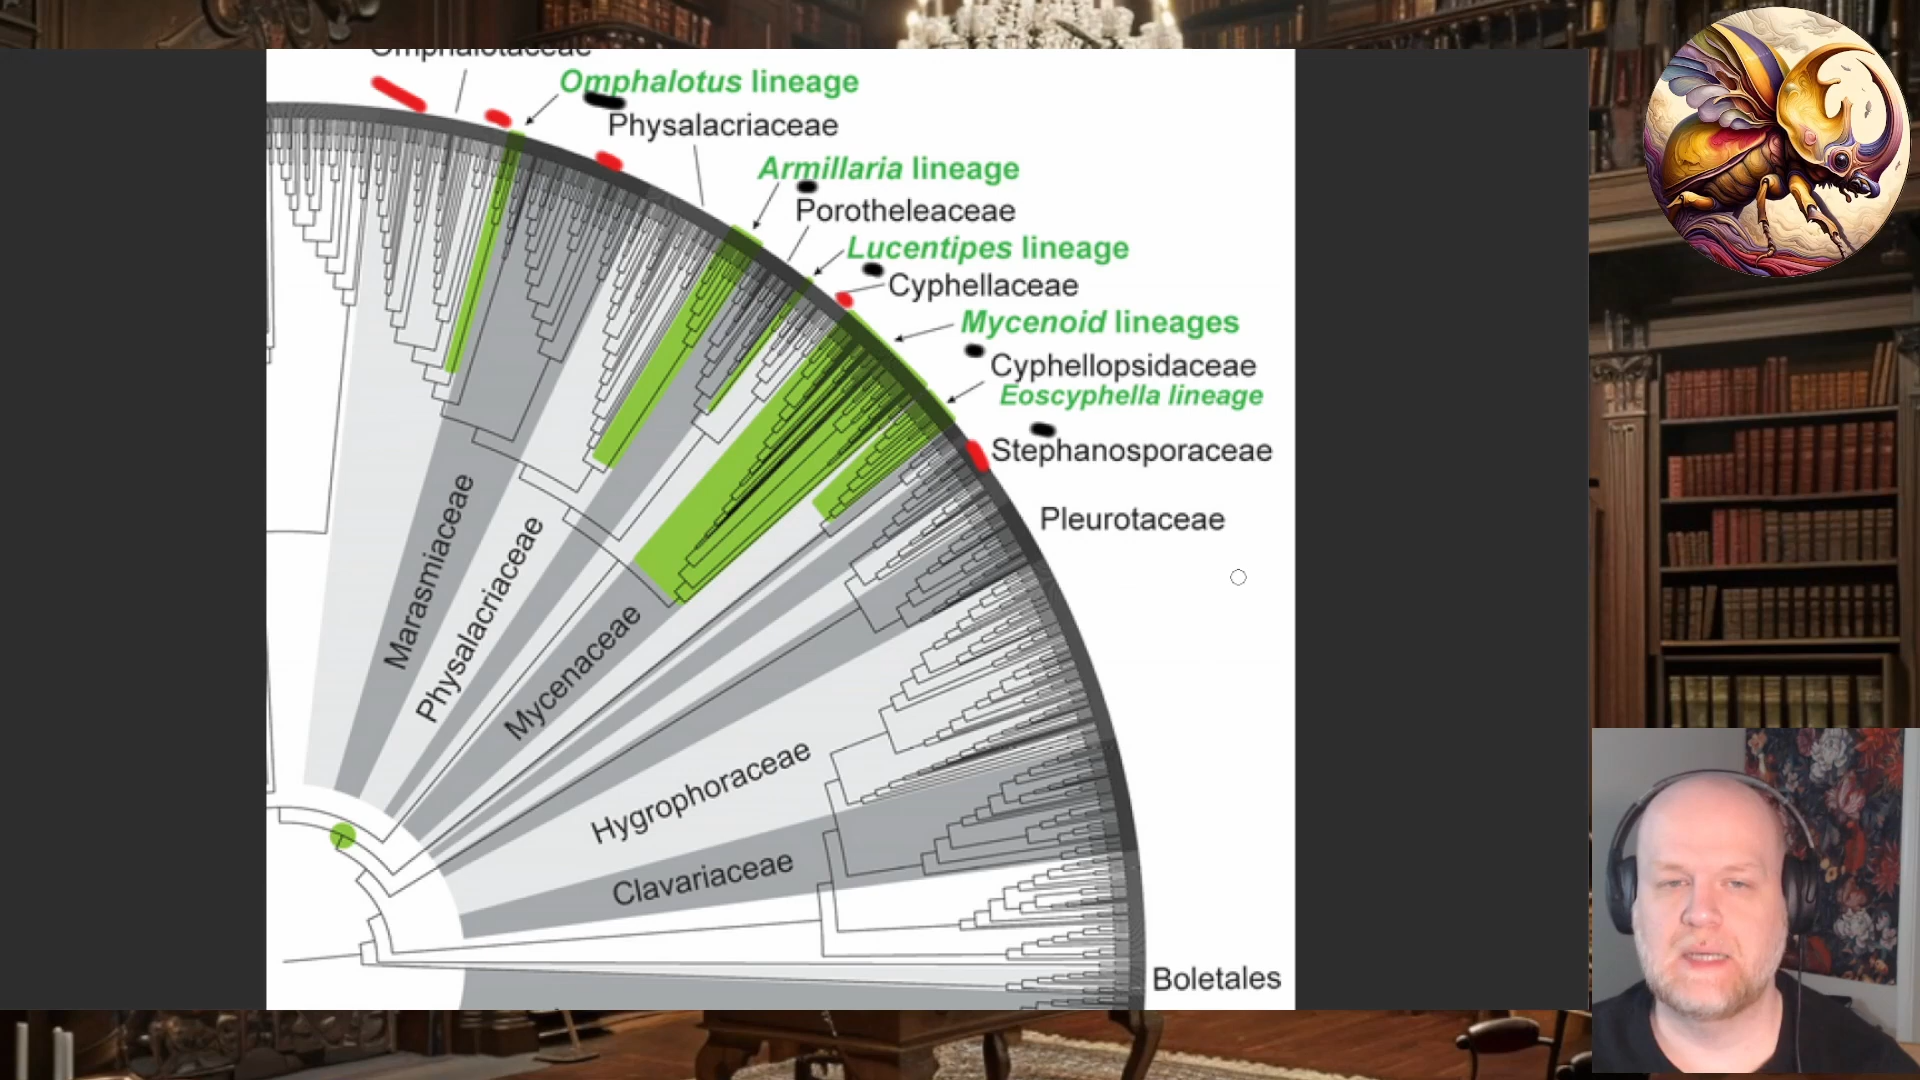 Omphalotaceae
Omphalotus lineage
Physalacriaceae
Armillaria lineage
Porotheleaceae
Lucentipes lineage
Cyphellaceae
Mycenoid lineages
Cyphellopsidaceae
Eoscyphella lineage
Stephanosporaceae
Pleurotaceae
Marasmiaceae
Physalacriaceae
Mycenaceae
Hygrophoraceae
Clavariaceae
Boletales